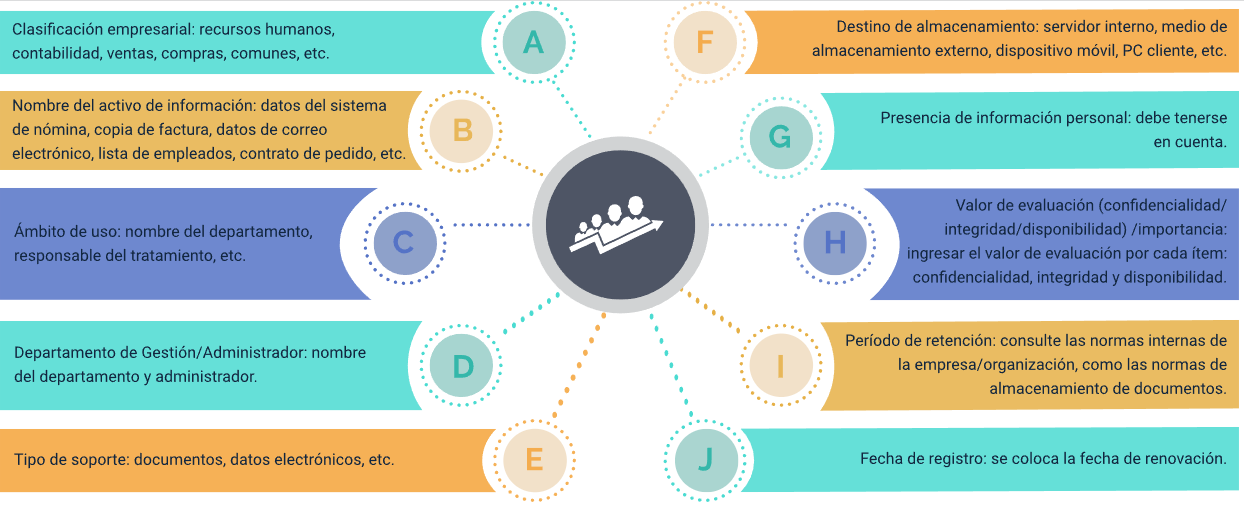 A
Clasificación empresarial: recursos humanos,
contabilidad, ventas, compras, comunes, etc.
B
Nombre del activo de información: datos del sistema
de nómina, copia de factura, datos de correo
electrónico, lista de empleados, contrato de pedido, etc.
C
Ámbito de uso: nombre del departamento,
responsable del tratamiento, etc.
D
Departamento de Gestión/Administrador: nombre
del departamento y administrador.
E
Tipo de soporte: documentos, datos electrónicos, etc.
F
Destino de almacenamiento: servidor interno, medio de
almacenamiento externo, dispositivo móvil, PC cliente, etc.
G
Presencia de información personal: debe tenerse
en cuenta.
H
Valor de evaluación (confidencialidad/
integridad/disponibilidad) /importancia:
ingresar el valor de evaluación por cada ítem:
confidencialidad, integridad y disponibilidad.
I
Período de retención: consulte las normas internas de
la empresa/organización, como las normas de
almacenamiento de documentos.
J
Fecha de registro: se coloca la fecha de renovación.